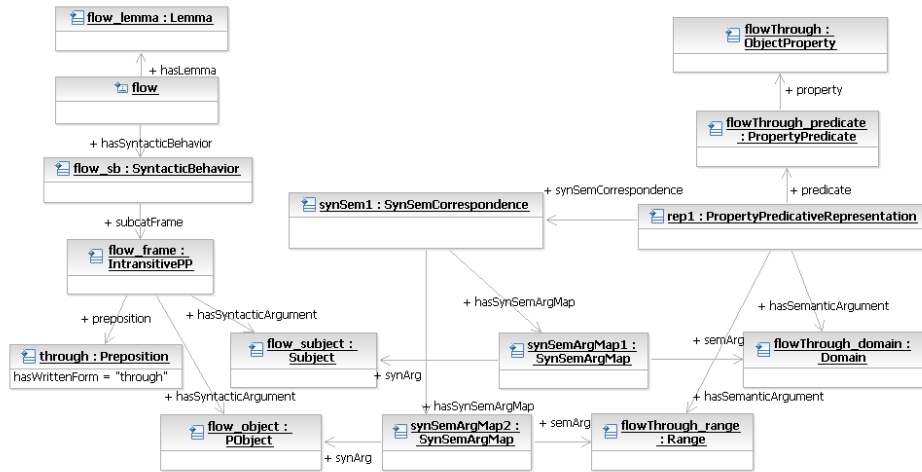 flow_lemma : Lemma
flowThrough :
ObjectProperty
+ hasLemma
flow
+ property
flowThrough_predicate
: PropertyPredicate
+ hasSyntacticBehavior
flow_sb : SyntacticBehavior
+ synSemCorrespondence
+ predicate
synSem1 : SynSemCorrespondence
rep1 : PropertyPredicativeRepresentation
+ subcatFrame
flow_frame :
IntransitivePP
+ hasSynSemArgMap
+ hasSemanticArgument
+ preposition
+ hasSyntacticArgument
through : Preposition
hasWrittenForm = "through"
flow_subject :
Subject
synSemArgMap1 :
SynSemArgMap
flowThrough_domain :
Domain
+ synArg
semArg
+ hasSyntacticArgument
+ hasSynSemArgMap
+ hasSemanticArgument
flow_object :
PObject
synSemArgMap2 :
SynSemArgMap
+ semArg
flowThrough_range
: Range
+ synArg